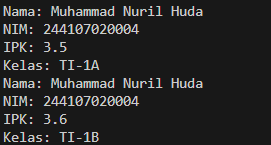 Nama: Muhammad Nuril Huda
NIM: 244107020004
IPK: 3.5
Kelas: TI-1A
Nama: Muhammad Nuril Huda
NIM: 244107020004
IPK: 3.6
Kelas: TI-1B